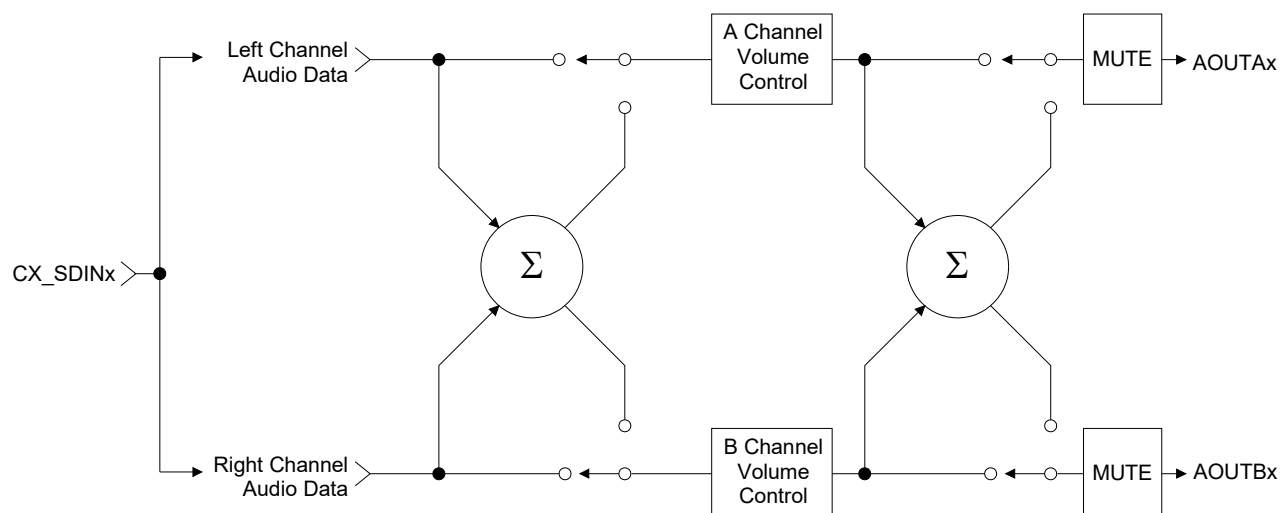 Left Channel
Audio Data
A Channel
Volume
Control
MUTE
AOUTAx
CX_SDINx
Σ
Σ
Right Channel
Audio Data
B Channel
Volume
Control
MUTE
AOUTBx